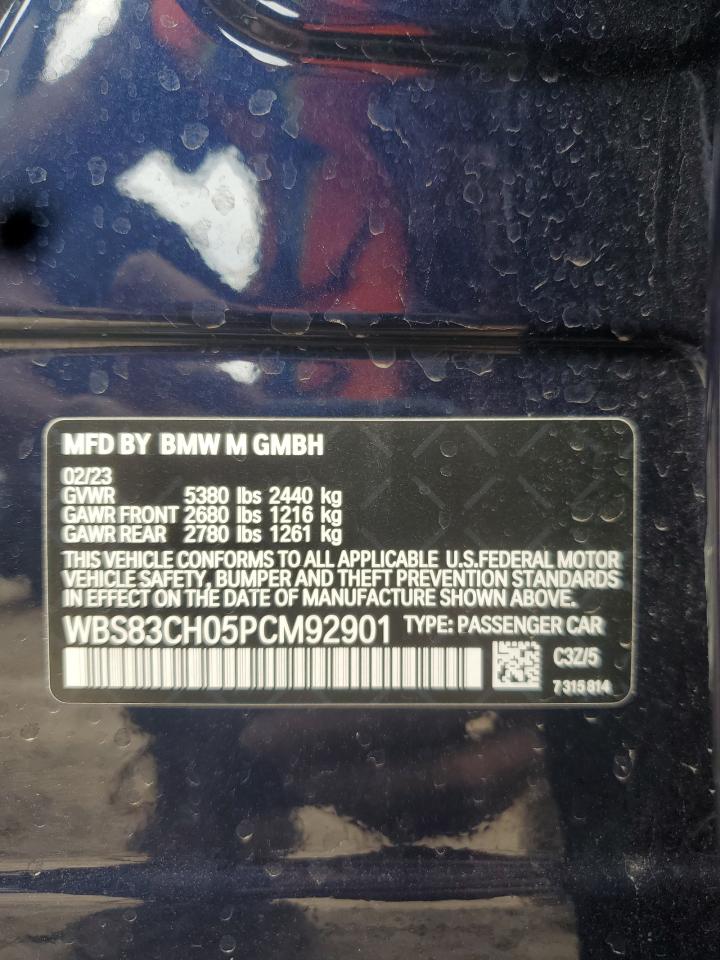 MFD BY BMW M GMBH
02/23
GVWR 5380 lbs 2440 kg
GAWR FRONT 2680 lbs 1216 kg
GAWR REAR 2780 lbs 1261 kg
THIS VEHICLE CONFORMS TO ALL APPLICABLE U.S.FEDERAL MOTOR
VEHICLE SAFETY, BUMPER AND THEFT PREVENTION STANDARDS
IN EFFECT ON THE DATE OF MANUFACTURE SHOWN ABOVE.
WBS83CH05PCM92901 TYPE: PASSENGER CAR
C3Z/5
7 315 814